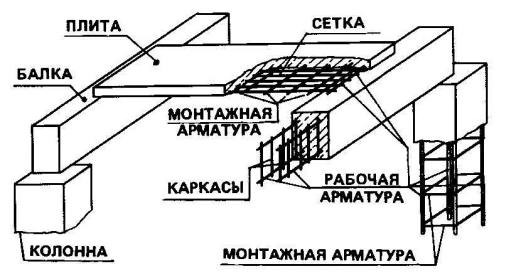 ПЛИТА
СЕТКА
БАЛКА
МОНТАЖНАЯ
АРМАТУРА
КАРКАСЫ
РАБОЧАЯ
АРМАТУРА
КОЛОННА
МОНТАЖНАЯ АРМАТУРА